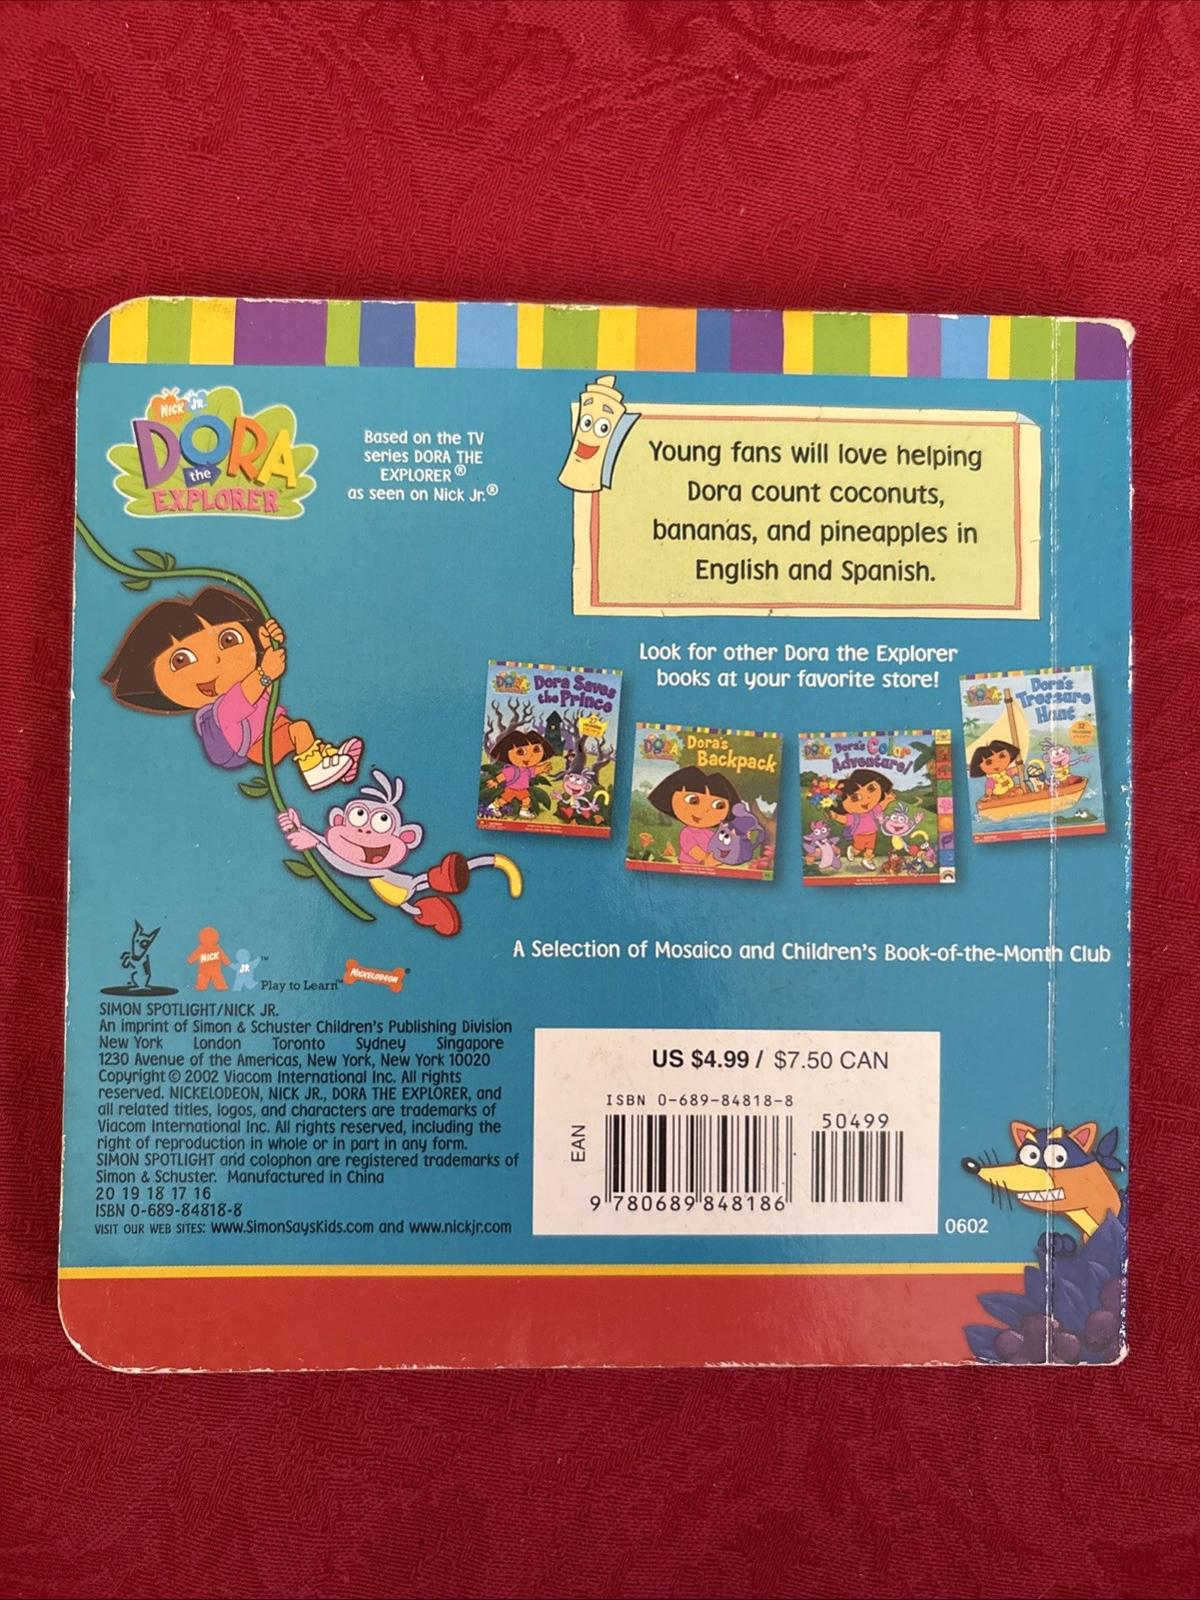 NICK JR.
DORA
the
EXPLORER
Based on the TV
series DORA THE
EXPLORER®
as seen on Nick Jr.®
Young fans will love helping
Dora count coconuts,
bananas, and pineapples in
English and Spanish.
Look for other Dora the Explorer
books at your favorite store!
Dora Saves
the Prince
Dora's
Backpack
Dora's Color
Adventure!
Dora's
Treasure
Hunt
A Selection of Mosaico and Children's Book-of-the-Month Club
NICK JR ™
Play to Learn™
NICKELODEON
SIMON SPOTLIGHT/NICK JR.
An imprint of Simon & Schuster Children's Publishing Division
New York London Toronto Sydney Singapore
1230 Avenue of the Americas, New York, New York 10020
Copyright © 2002 Viacom International Inc. All rights
reserved. NICKELODEON, NICK JR., DORA THE EXPLORER, and
all related titles, logos, and characters are trademarks of
Viacom International Inc. All rights reserved, including the
right of reproduction in whole or in part in any form.
SIMON SPOTLIGHT and colophon are registered trademarks of
Simon & Schuster. Manufactured in China
20 19 18 17 16
ISBN 0-689-84818-8
VISIT OUR WEB SITES: www.SimonSaysKids.com and www.nickjr.com
US $4.99 / $7.50 CAN
ISBN 0-689-84818-8
50499
EAN
9 780689 848186
0602